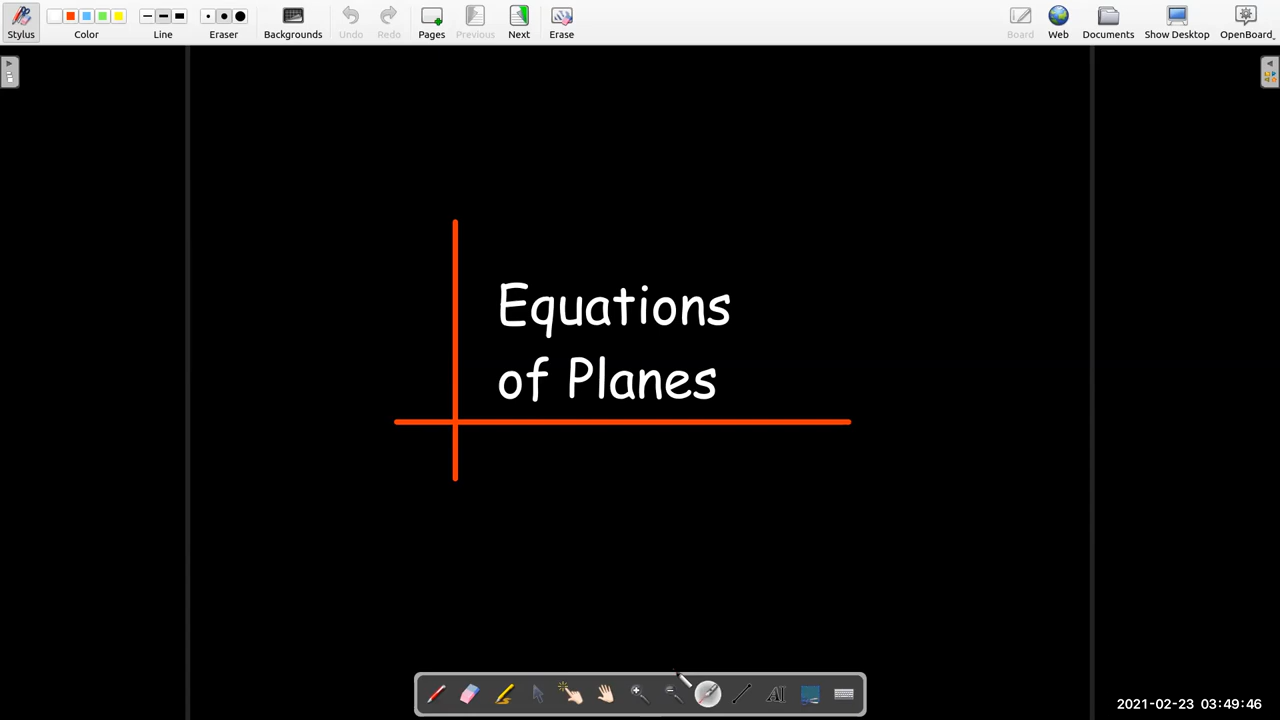 Stylus
Color
Line
Eraser
Backgrounds
Undo
Redo
Pages
Previous
Next
Erase
Board
Web
Documents
Show Desktop
OpenBoard
Equations
of Planes
AI
2021-02-23 03:49:46